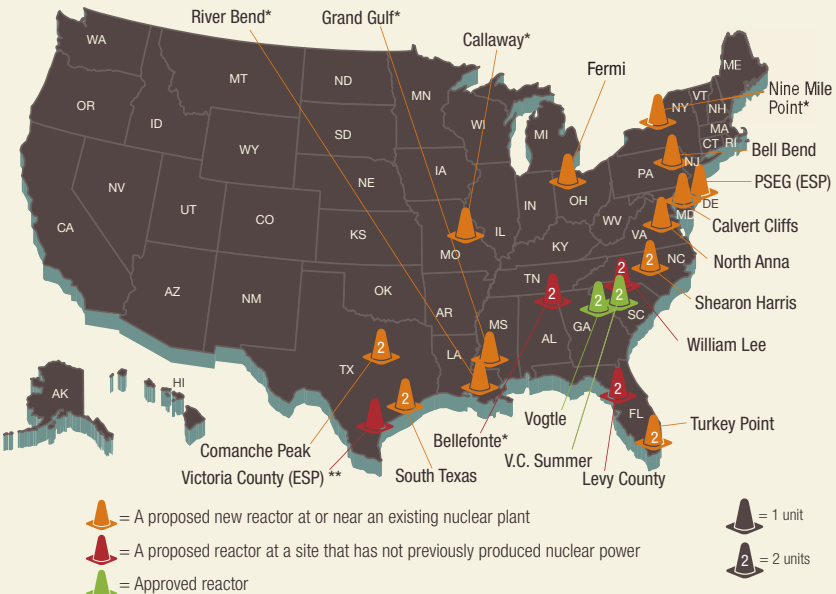 River Bend*
Grand Gulf*
Callaway*
Fermi
Nine Mile
Point*
Bell Bend
PSEG (ESP)
Calvert Cliffs
North Anna
Shearon Harris
William Lee
Turkey Point
Levy County
V.C. Summer
Vogtle
Bellefonte*
South Texas
Victoria County (ESP) **
Comanche Peak
WA
OR
CA
ID
NV
MT
WY
UT
AZ
CO
NM
ND
SD
NE
KS
OK
TX
MN
IA
MO
AR
LA
WI
IL
MS
MI
IN
KY
TN
AL
OH
WV
VA
NC
SC
GA
FL
PA
NY
VT
NH
ME
MA
CT
RI
NJ
DE
MD
AK
HI
2
2
2
2
2
2
2
2
2
= A proposed new reactor at or near an existing nuclear plant
= A proposed reactor at a site that has not previously produced nuclear power
= Approved reactor
= 1 unit
2
= 2 units